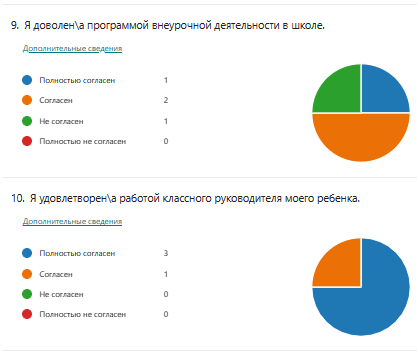 9. Я доволен\а программой внеурочной деятельности в школе.
Дополнительные сведения
Полностью согласен 1
Согласен 2
Не согласен 1
Полностью не согласен 0
10. Я удовлетворен\а работой классного руководителя моего ребенка.
Дополнительные сведения
Полностью согласен 3
Согласен 1
Не согласен 0
Полностью не согласен 0